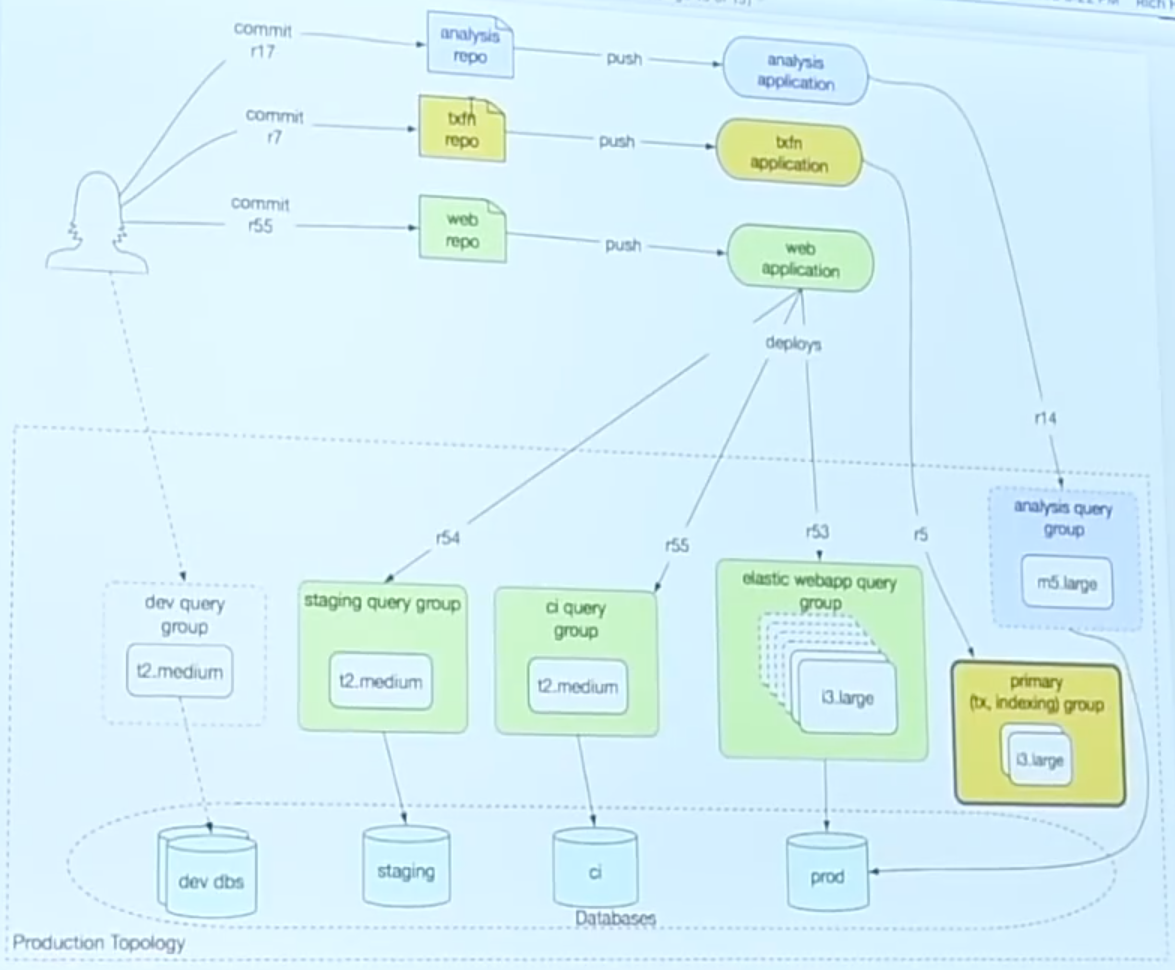 commit
r17
analysis
repo
push
analysis
application
commit
r7
txfn
repo
push
txfn
application
commit
r55
web
repo
push
web
application
deploys
r14
r54
r55
r53
r5
analysis query
group
m5.large
dev query
group
t2.medium
staging query group
t2.medium
ci query
group
t2.medium
elastic webapp query
group
i3.large
primary
(tx, indexing) group
i3.large
dev dbs
staging
ci
prod
Databases
Production Topology